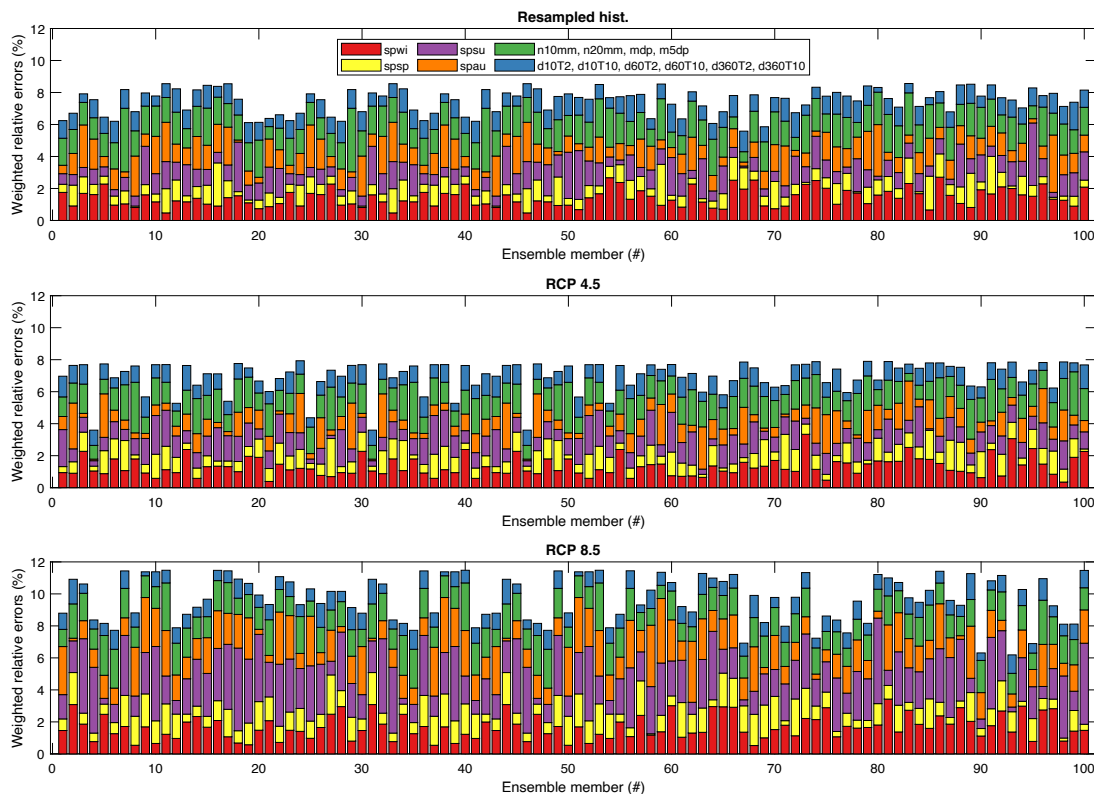 Resampled hist.
12
10
8
6
4
2
0
Weighted relative errors (%)
spwi
spsu
n10mm, n20mm, mdp, m5dp
spsp
spau
d10T2, d10T10, d60T2, d60T10, d360T2, d360T10
0 10 20 30 40 50 60 70 80 90 100
Ensemble member (#)
RCP 4.5
12
10
8
6
4
2
0
Weighted relative errors (%)
0 10 20 30 40 50 60 70 80 90 100
Ensemble member (#)
RCP 8.5
12
10
8
6
4
2
0
Weighted relative errors (%)
0 10 20 30 40 50 60 70 80 90 100
Ensemble member (#)